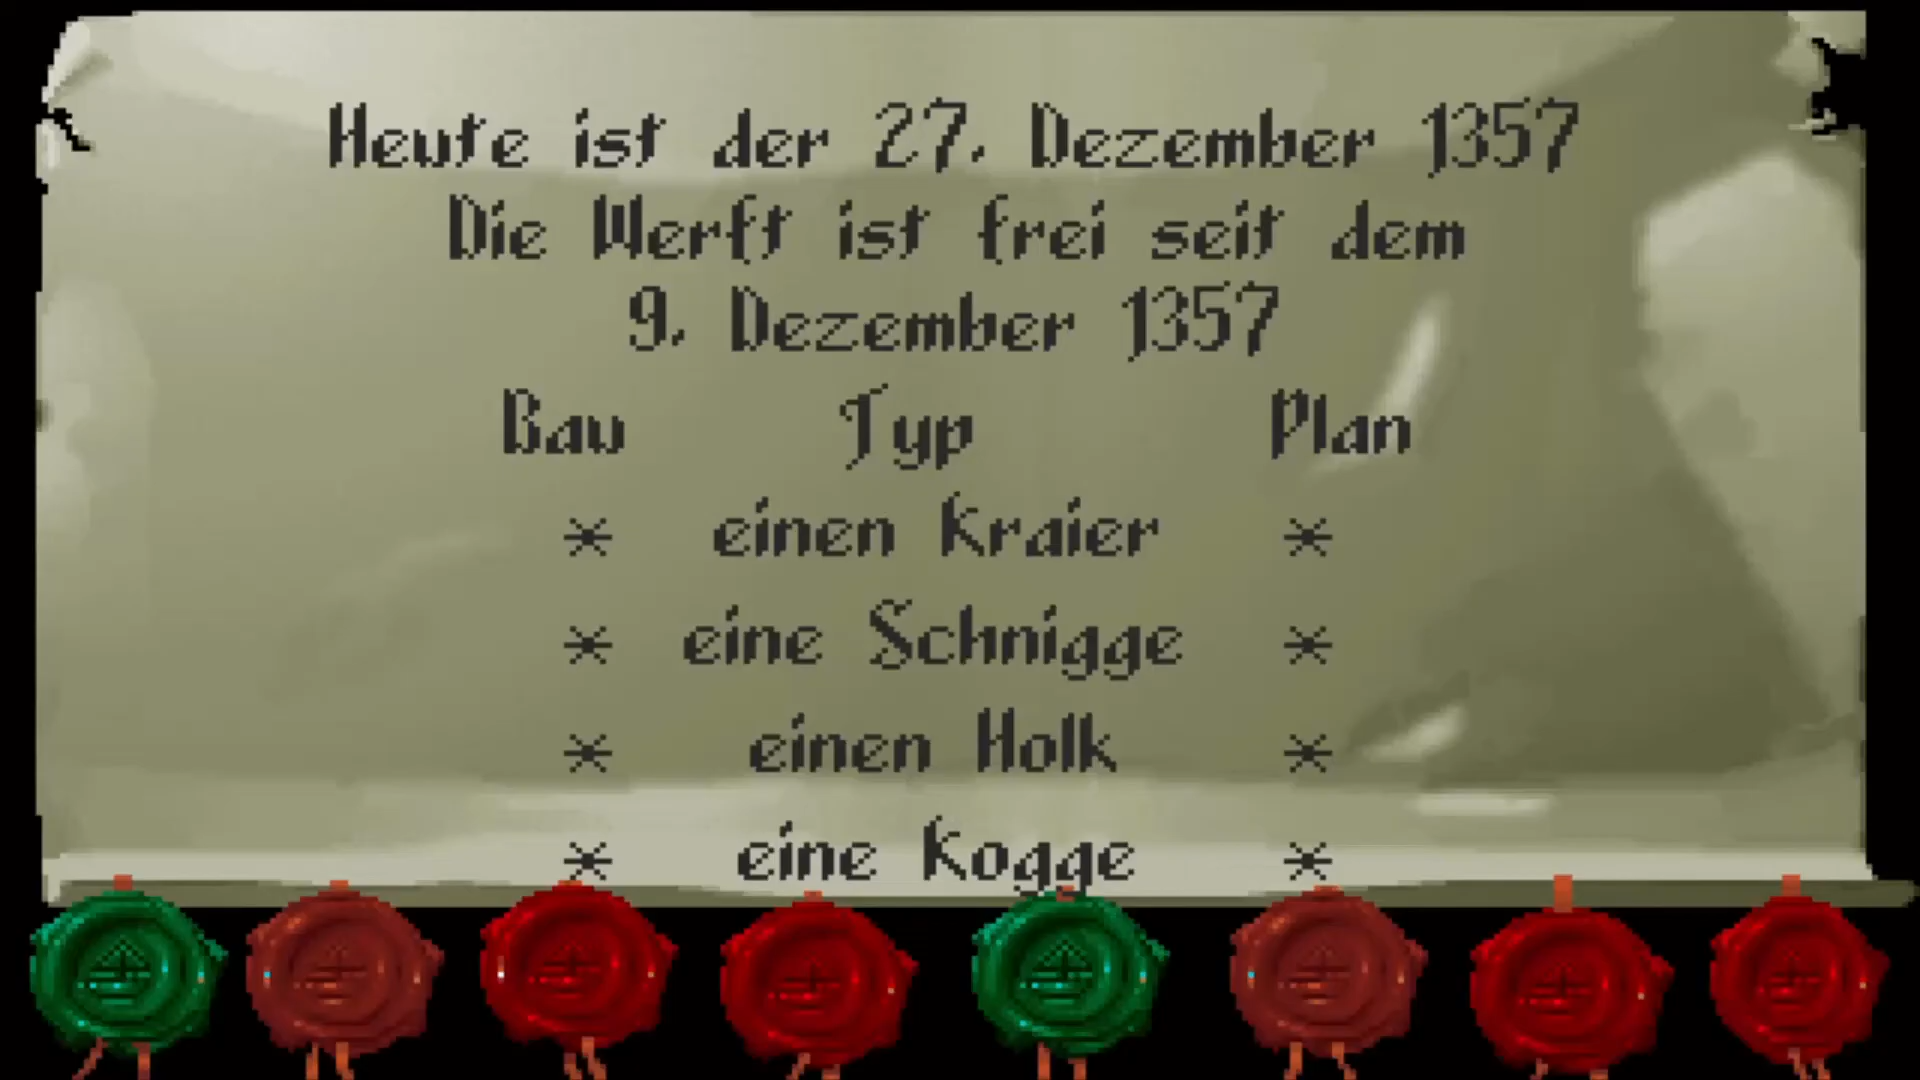 Heute ist der 27. Dezember 1357
Die Werft ist frei seit dem
9. Dezember 1357
Bau Typ Plan
* einen Kraier *
* eine Schnigge *
* einen Holk *
* eine Kogge *